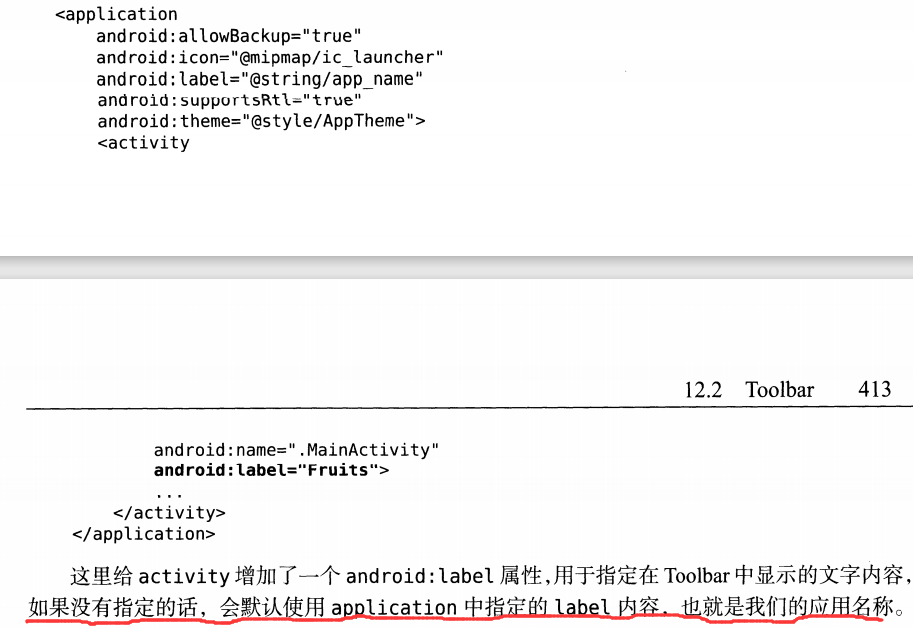 <application
android:allowBackup="true"
android:icon="@mipmap/ic_launcher"
android:label="@string/app_name"
android:supportsRtl="true"
android:theme="@style/AppTheme">
<activity
12.2 Toolbar 413
android:name=".MainActivity"
android:label="Fruits">
...
</activity>
</application>
这里给 activity 增加了一个 android:label 属性,用于指定在 Toolbar 中显示的文字内容,
如果没有指定的话，会默认使用 application 中指定的 label 内容，也就是我们的应用名称。